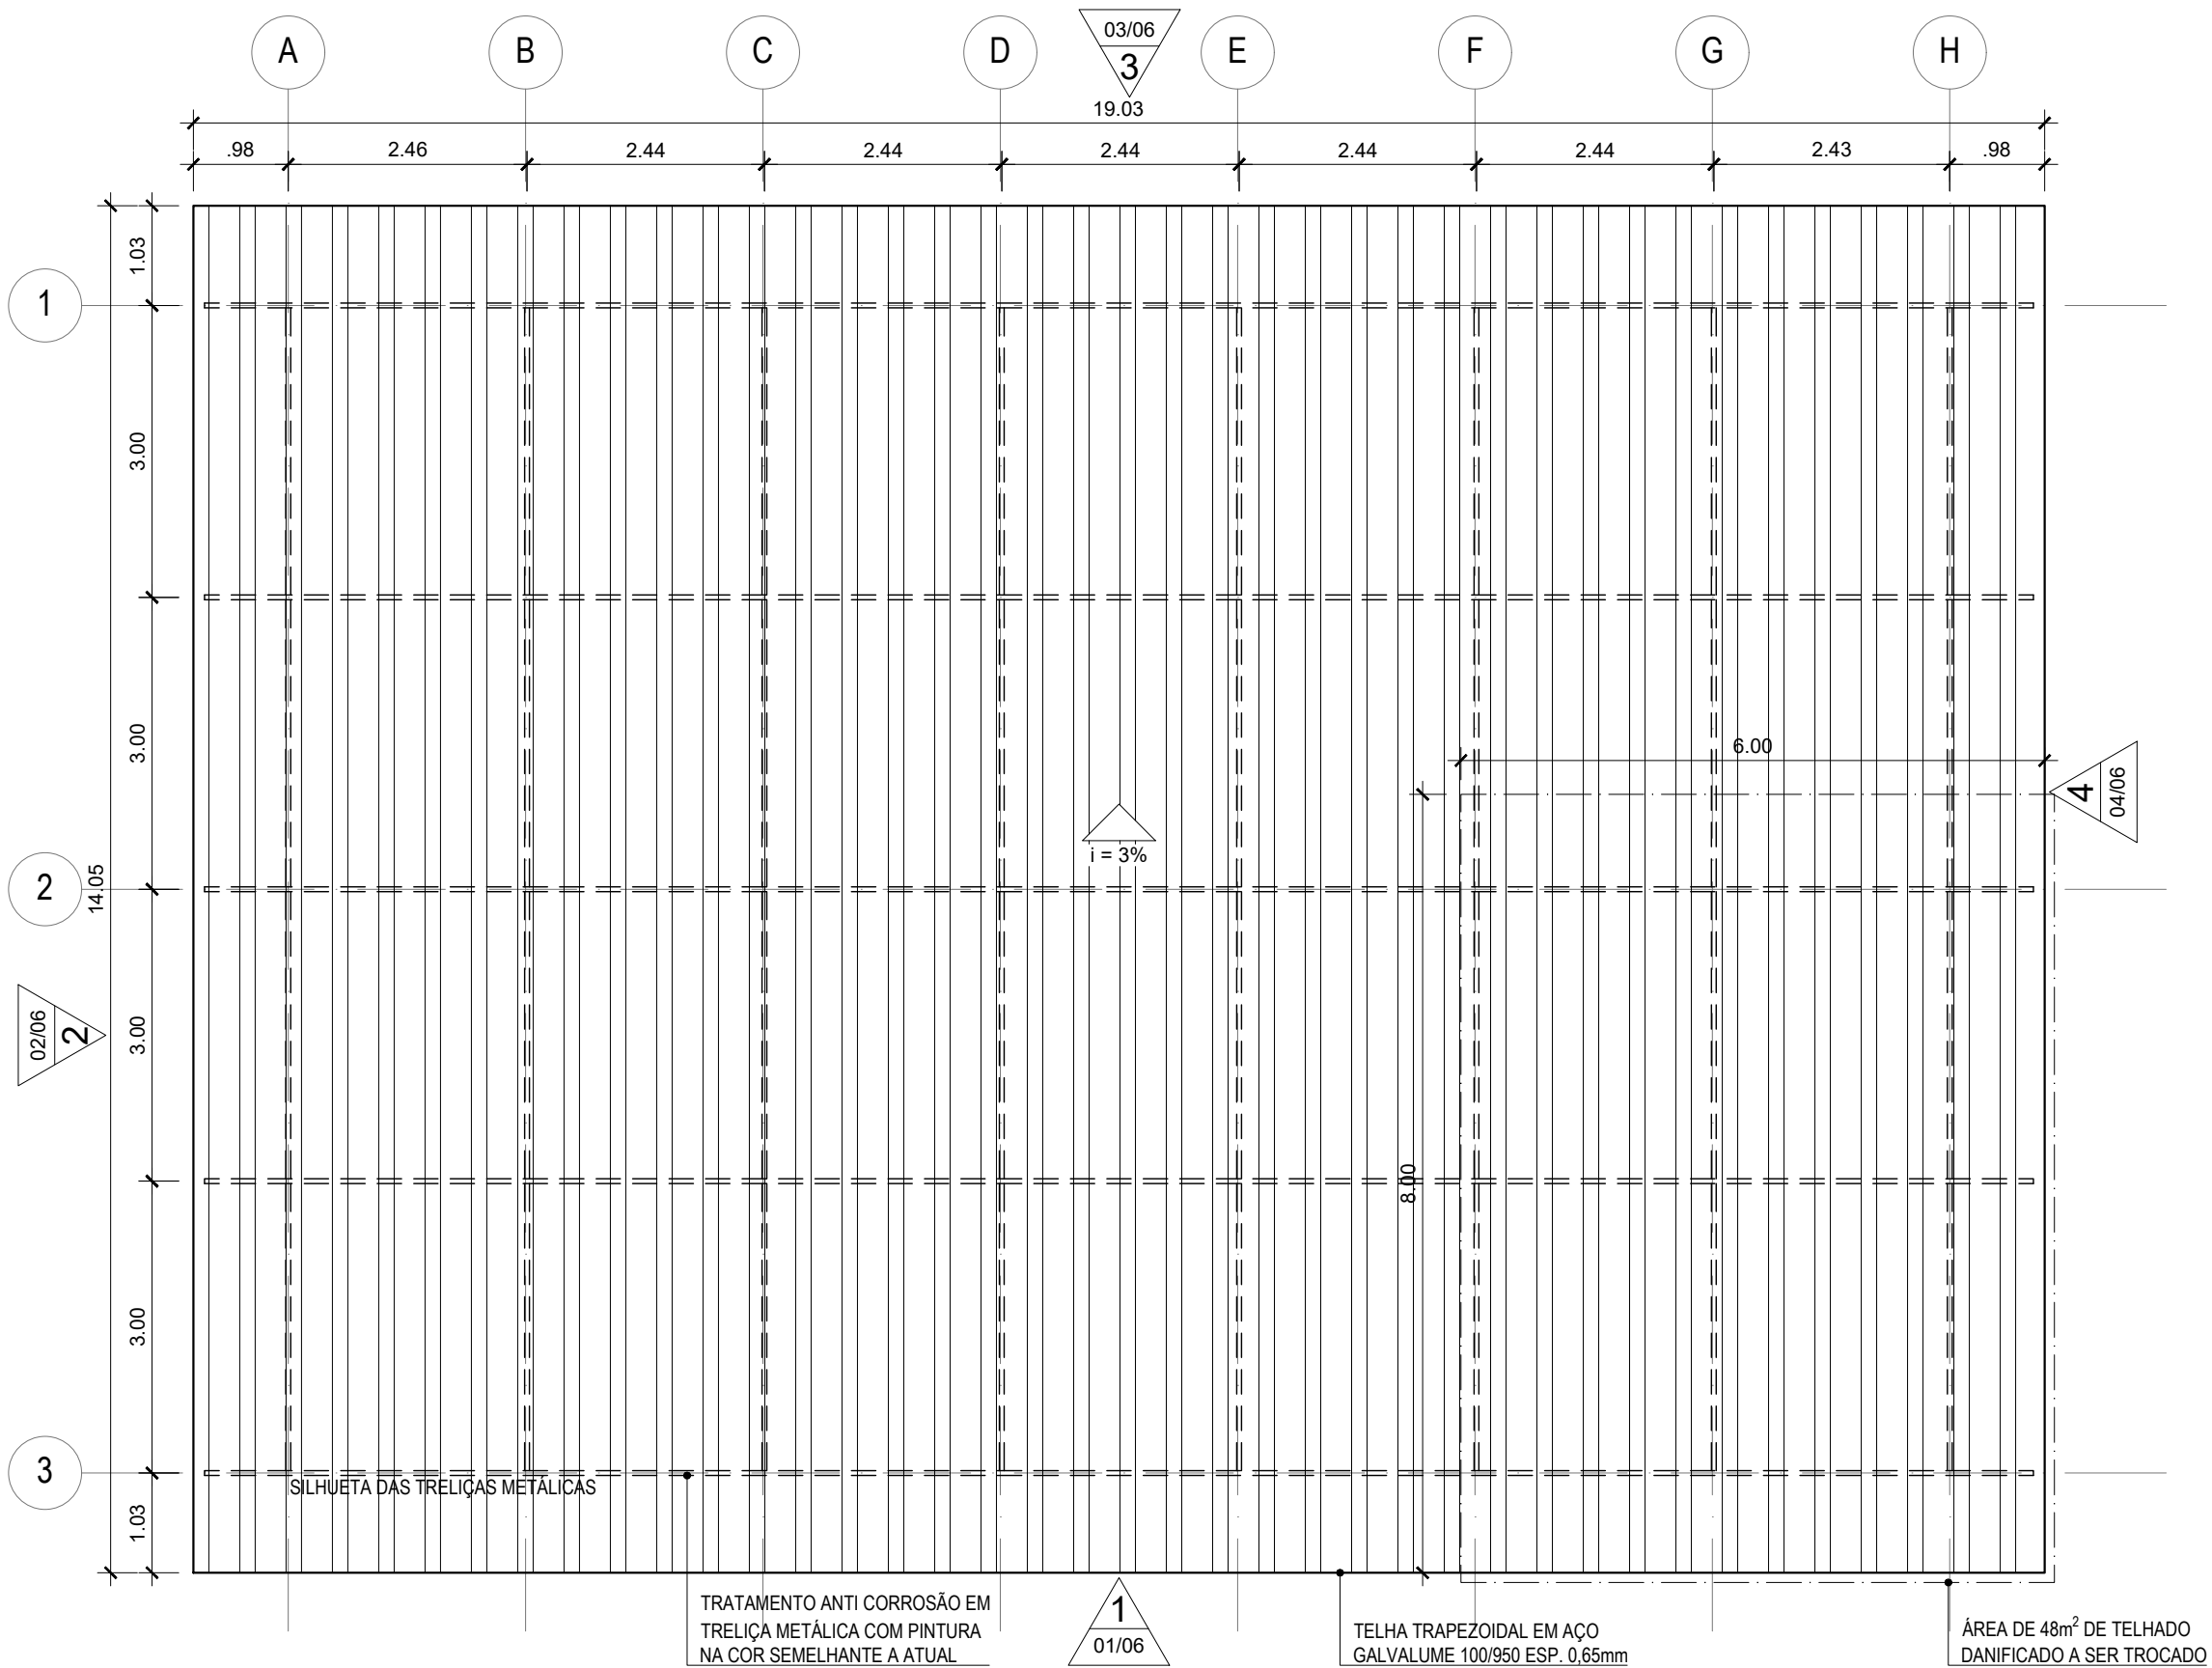 A
B
C
D
03/06
3
E
F
G
H
19.03
.98
2.46
2.44
2.44
2.44
2.44
2.44
2.43
.98
1.03
1
3.00
3.00
6.00
4
04/06
i = 3%
2
14.05
02/06
2
3.00
8.00
3.00
3
SILHUETA DAS TRELIÇAS METÁLICAS
1.03
TRATAMENTO ANTI CORROSÃO EM
TRELIÇA METÁLICA COM PINTURA
NA COR SEMELHANTE A ATUAL
1
01/06
TELHA TRAPEZOIDAL EM AÇO
GALVALUME 100/950 ESP. 0,65mm
ÁREA DE 48m² DE TELHADO
DANIFICADO A SER TROCADO